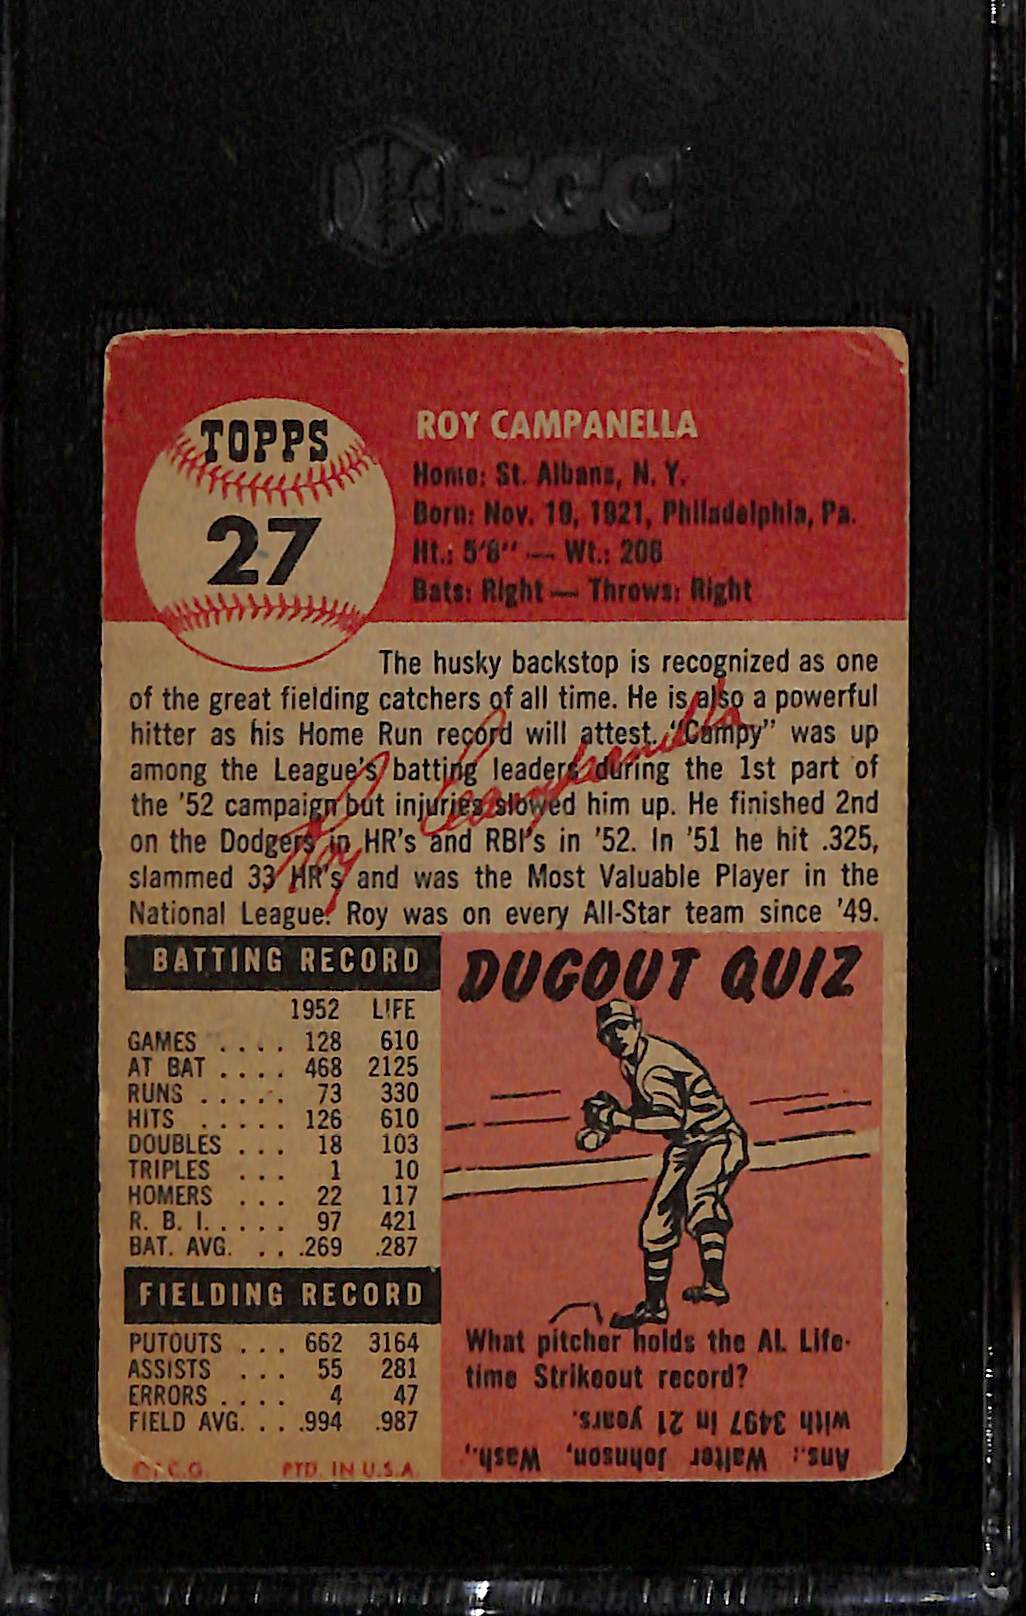 SGC
TOPPS
27
ROY CAMPANELLA
Home: St. Albans, N. Y.
Born: Nov. 19, 1921, Philadelphia, Pa.
Ht.: 5'8" — Wt.: 206
Bats: Right — Throws: Right
The husky backstop is recognized as one
of the great fielding catchers of all time. He is also a powerful
hitter as his Home Run record will attest. "Campy" was up
among the League's batting leaders during the 1st part of
the '52 campaign but injuries slowed him up. He finished 2nd
on the Dodgers in HR's and RBI's in '52. In '51 he hit .325,
slammed 33 HR's and was the Most Valuable Player in the
National League. Roy was on every All-Star team since '49.
Roy Campanella
BATTING RECORD
1952 LIFE
GAMES .... 128 610
AT BAT .... 468 2125
RUNS ..... 73 330
HITS ..... 126 610
DOUBLES ... 18 103
TRIPLES ... 1 10
HOMERS ... 22 117
R. B. I. .... 97 421
BAT. AVG. . . .269 .287
FIELDING RECORD
PUTOUTS ... 662 3164
ASSISTS ... 55 281
ERRORS .... 4 47
FIELD AVG. . . .994 .987
DUGOUT QUIZ
What pitcher holds the AL Life-
time Strikeout record?
Ans.: Walter Johnson, Wash.,
with 3497 in 21 years.
T.C.G. PTD. IN U.S.A.